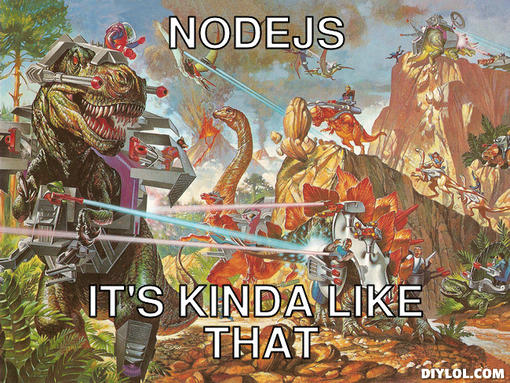 NODEJS
IT'S KINDA LIKE
THAT
DIYLOL.COM